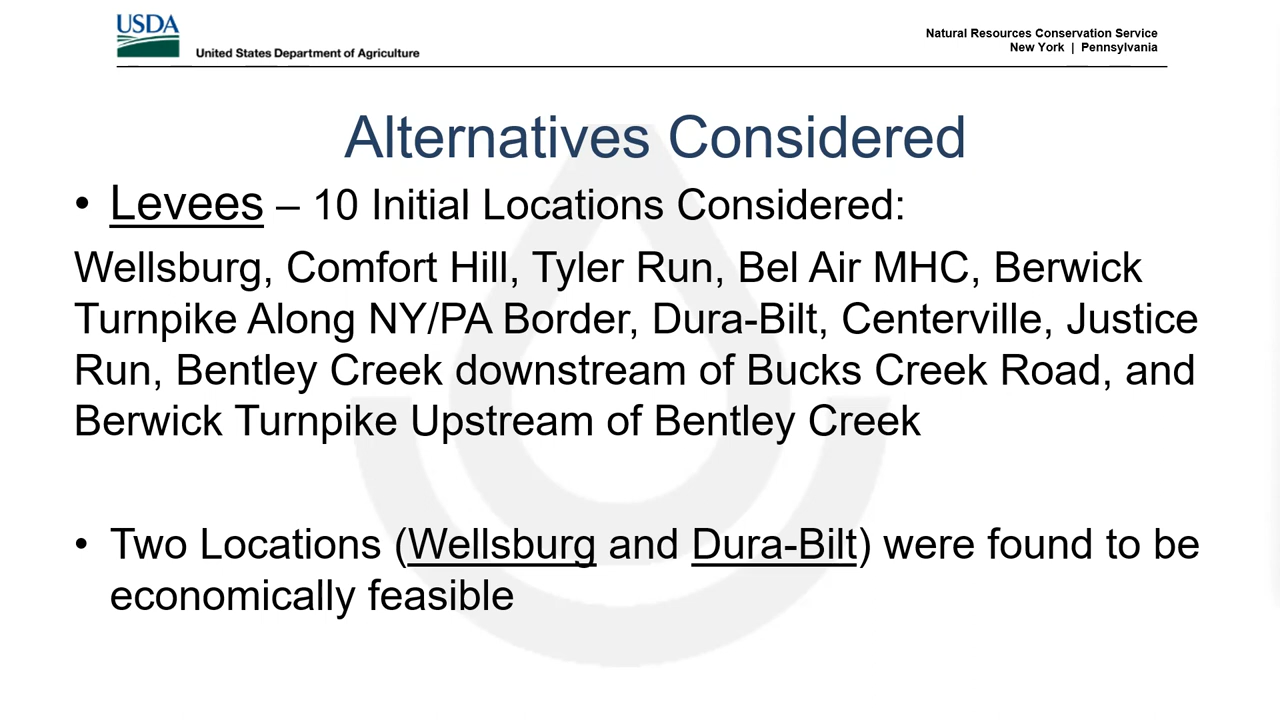 USDA
United States Department of Agriculture
Natural Resources Conservation Service
New York | Pennsylvania
Alternatives Considered
• Levees – 10 Initial Locations Considered:
Wellsburg, Comfort Hill, Tyler Run, Bel Air MHC, Berwick
Turnpike Along NY/PA Border, Dura-Bilt, Centerville, Justice
Run, Bentley Creek downstream of Bucks Creek Road, and
Berwick Turnpike Upstream of Bentley Creek
• Two Locations (Wellsburg and Dura-Bilt) were found to be
economically feasible